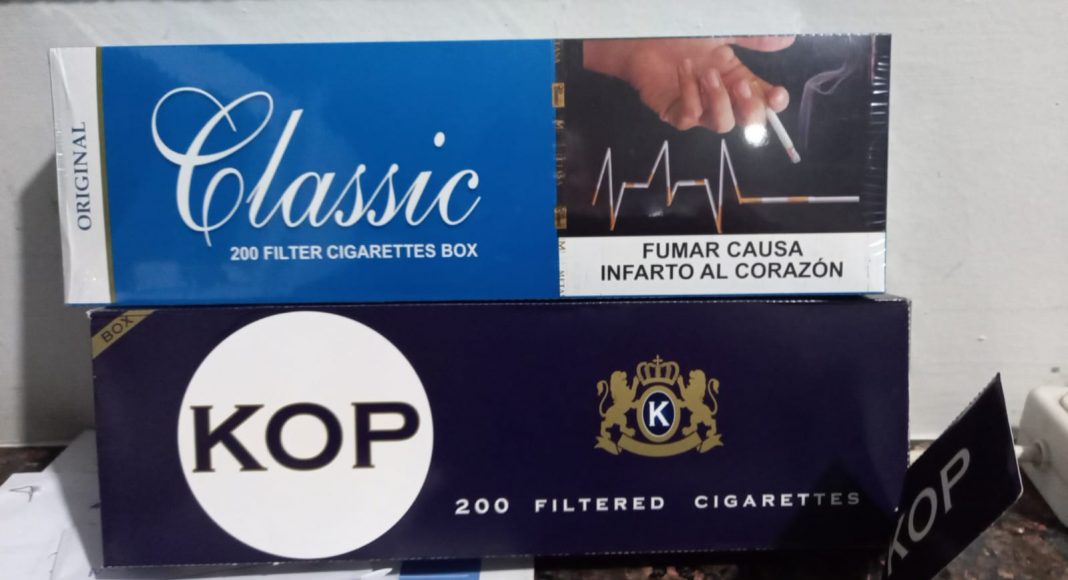 ORIGINAL
Classic
200 FILTER CIGARETTES BOX
FUMAR CAUSA
INFARTO AL CORAZÓN
BOX
KOP
K
200 FILTERED CIGARETTES
KOP